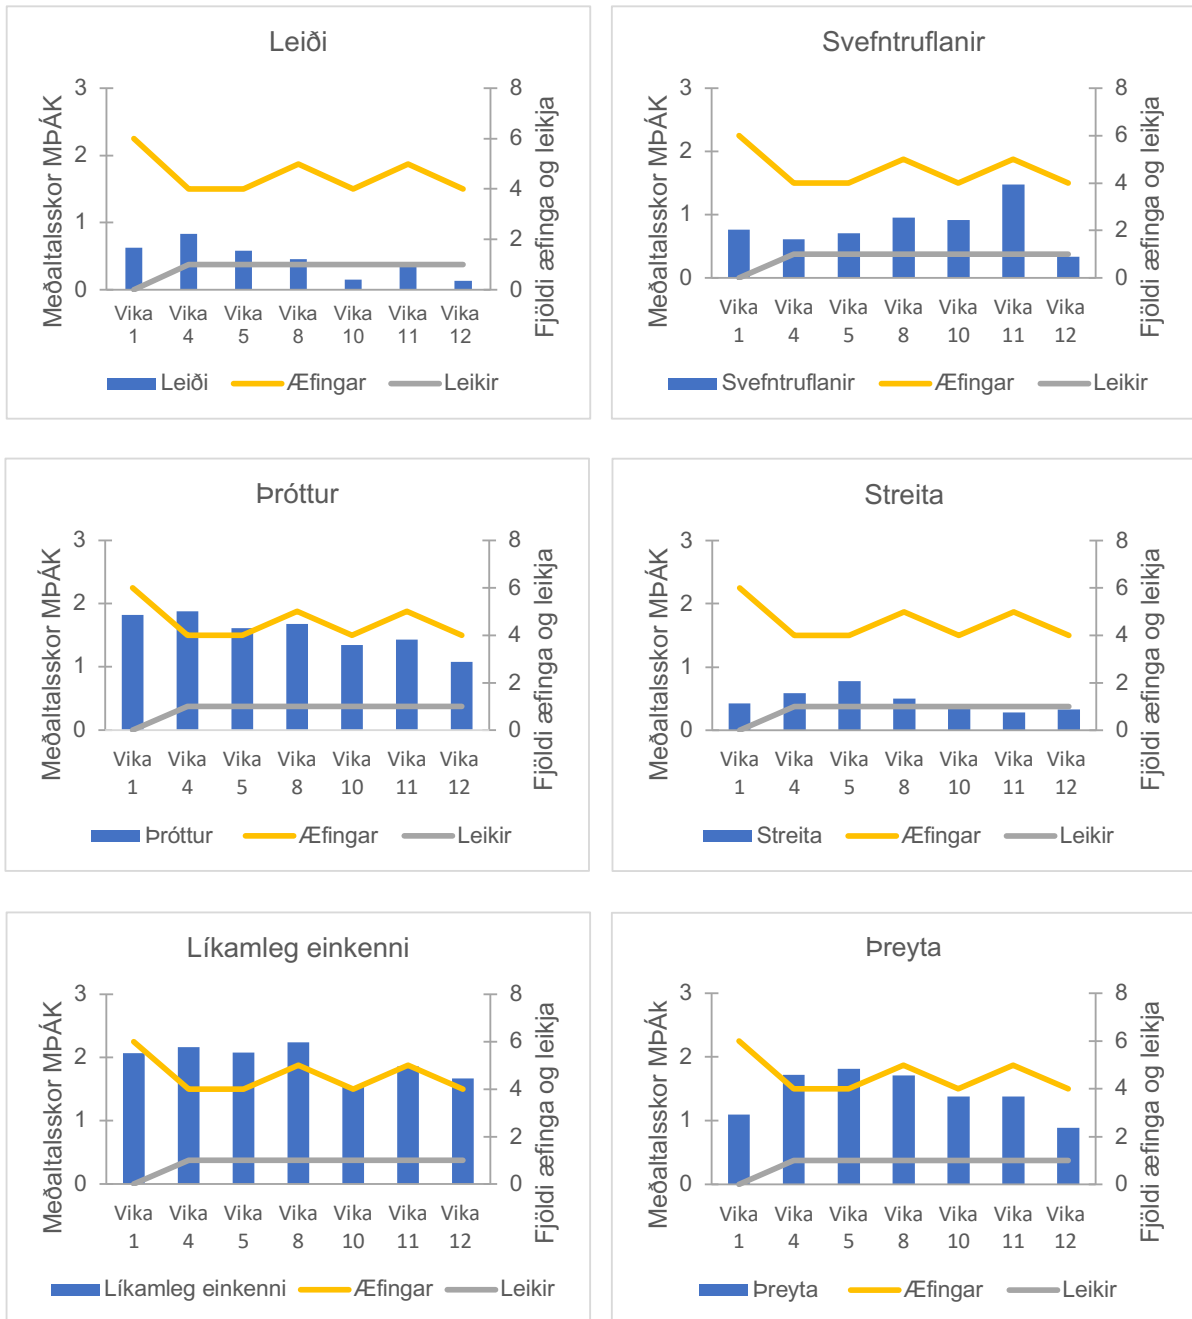 Leiði
Meðaltalsskor MÞÁK
3
2
1
0
8
6
4
2
0
Fjöldi æfinga og leikja
Vika Vika Vika Vika Vika Vika Vika
1 4 5 8 10 11 12
Leiði Æfingar Leikir
Svefntruflanir
Meðaltalsskor MÞÁK
3
2
1
0
8
6
4
2
0
Fjöldi æfinga og leikja
Vika Vika Vika Vika Vika Vika Vika
1 4 5 8 10 11 12
Svefntruflanir Æfingar Leikir
Þróttur
Meðaltalsskor MÞÁK
3
2
1
0
8
6
4
2
0
Fjöldi æfinga og leikja
Vika Vika Vika Vika Vika Vika Vika
1 4 5 8 10 11 12
Þróttur Æfingar Leikir
Streita
Meðaltalsskor MÞÁK
3
2
1
0
8
6
4
2
0
Fjöldi æfinga og leikja
Vika Vika Vika Vika Vika Vika Vika
1 4 5 8 10 11 12
Streita Æfingar Leikir
Líkamleg einkenni
Meðaltalsskor MÞÁK
3
2
1
0
8
6
4
2
0
Fjöldi æfinga og leikja
Vika Vika Vika Vika Vika Vika Vika
1 4 5 8 10 11 12
Líkamleg einkenni Æfingar Leikir
Þreyta
Meðaltalsskor MÞÁk
3
2
1
0
8
6
4
2
0
Fjöldi æfinga og leikja
Vika Vika Vika Vika Vika Vika Vika
1 4 5 8 10 11 12
Þreyta Æfingar Leikir